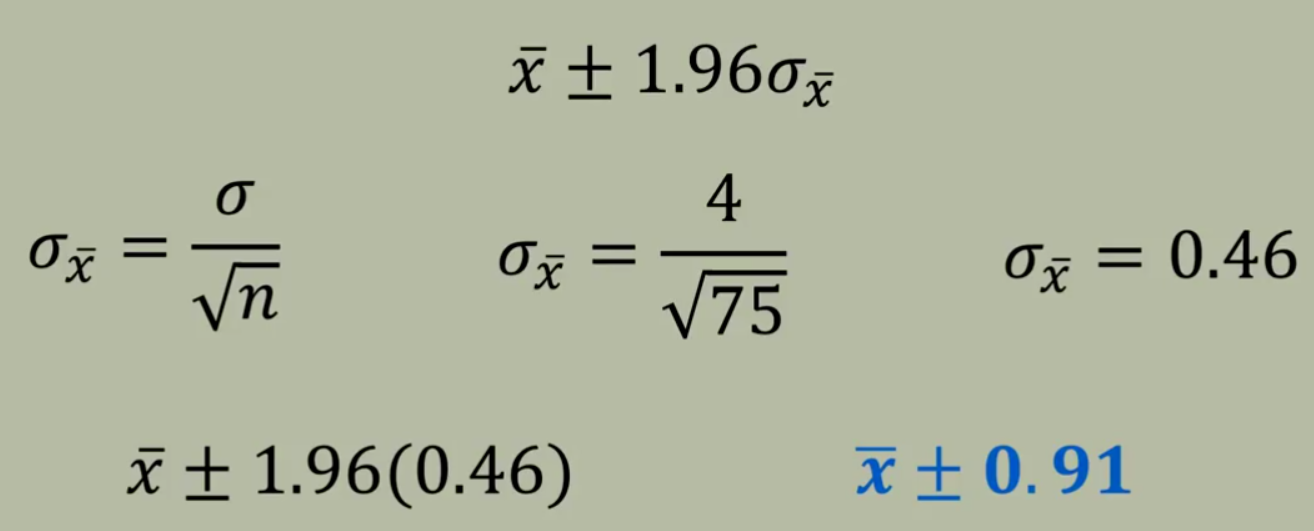 x̄ ± 1.96σ_x̄
σ_x̄ = σ/√n    σ_x̄ = 4/√75    σ_x̄ = 0.46
x̄ ± 1.96(0.46)    x̄ ± 0.91